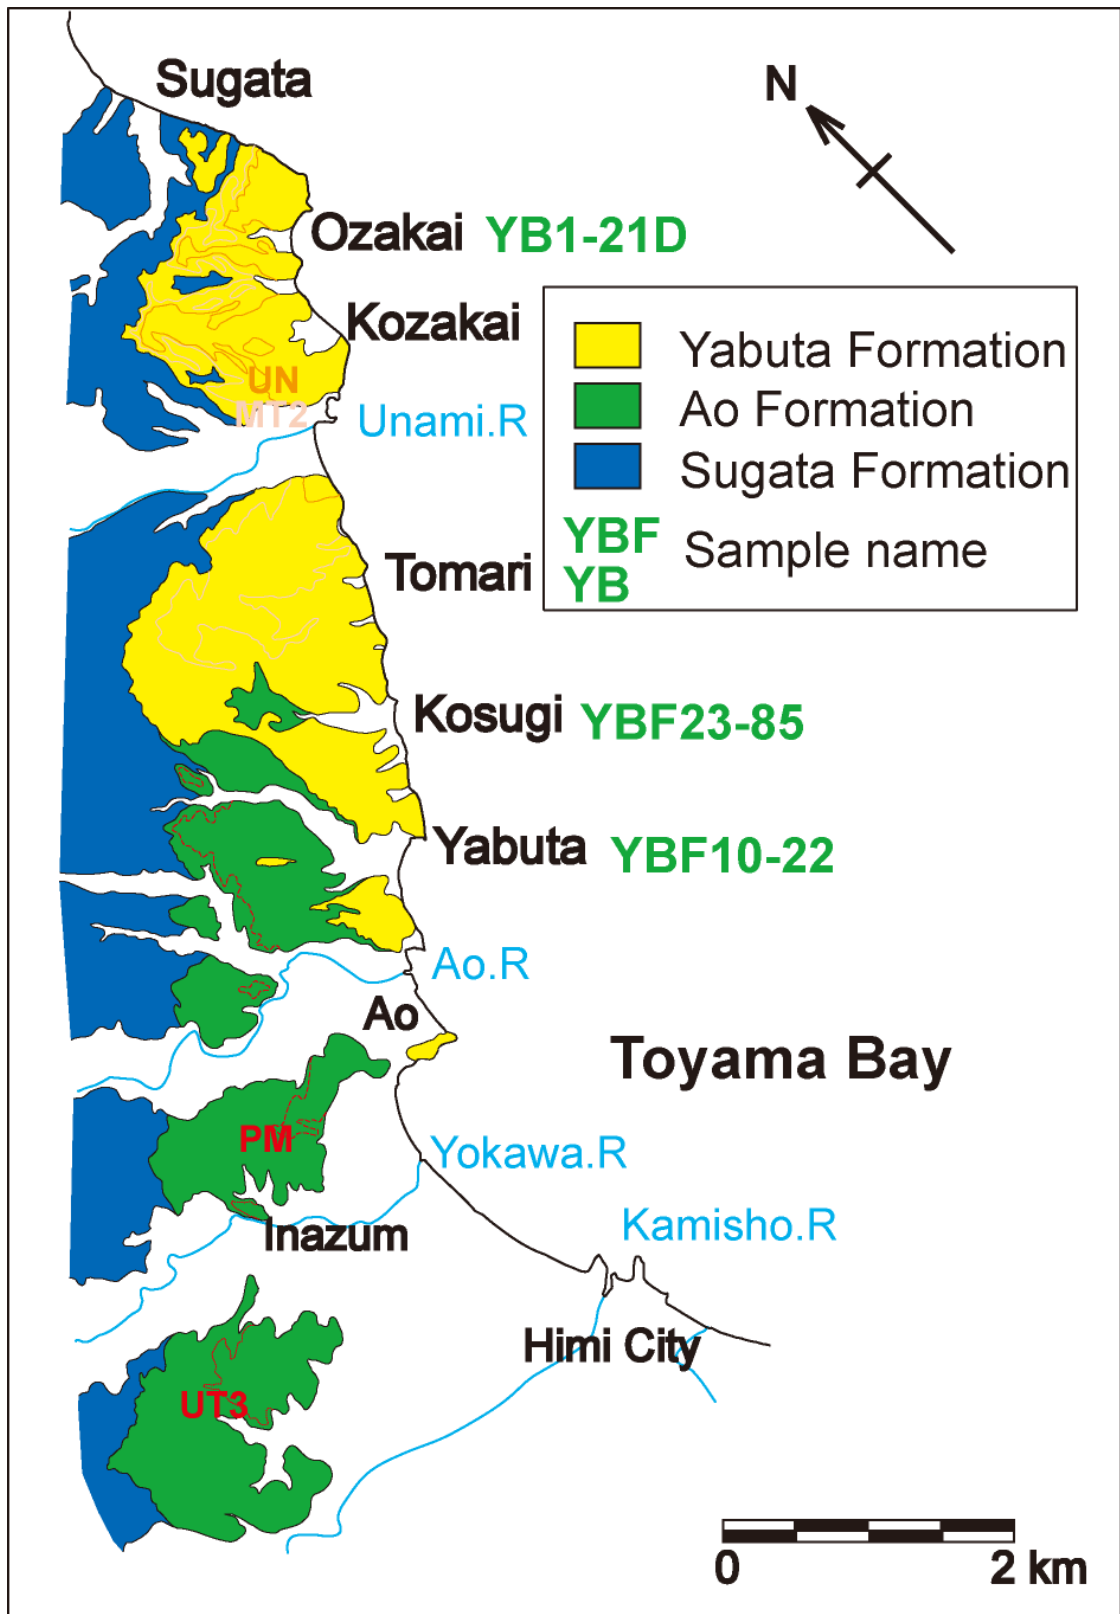 Sugata
N
Ozakai YB1-21D
Kozakai
Yabuta Formation
UN
MT2
Unami.R
Ao Formation
Sugata Formation
YBF
YB
Sample name
Tomari
Kosugi YBF23-85
Yabuta YBF10-22
Ao.R
Ao
Toyama Bay
PM
Yokawa.R
Inazum
Kamisho.R
Himi City
UT3
0 2 km